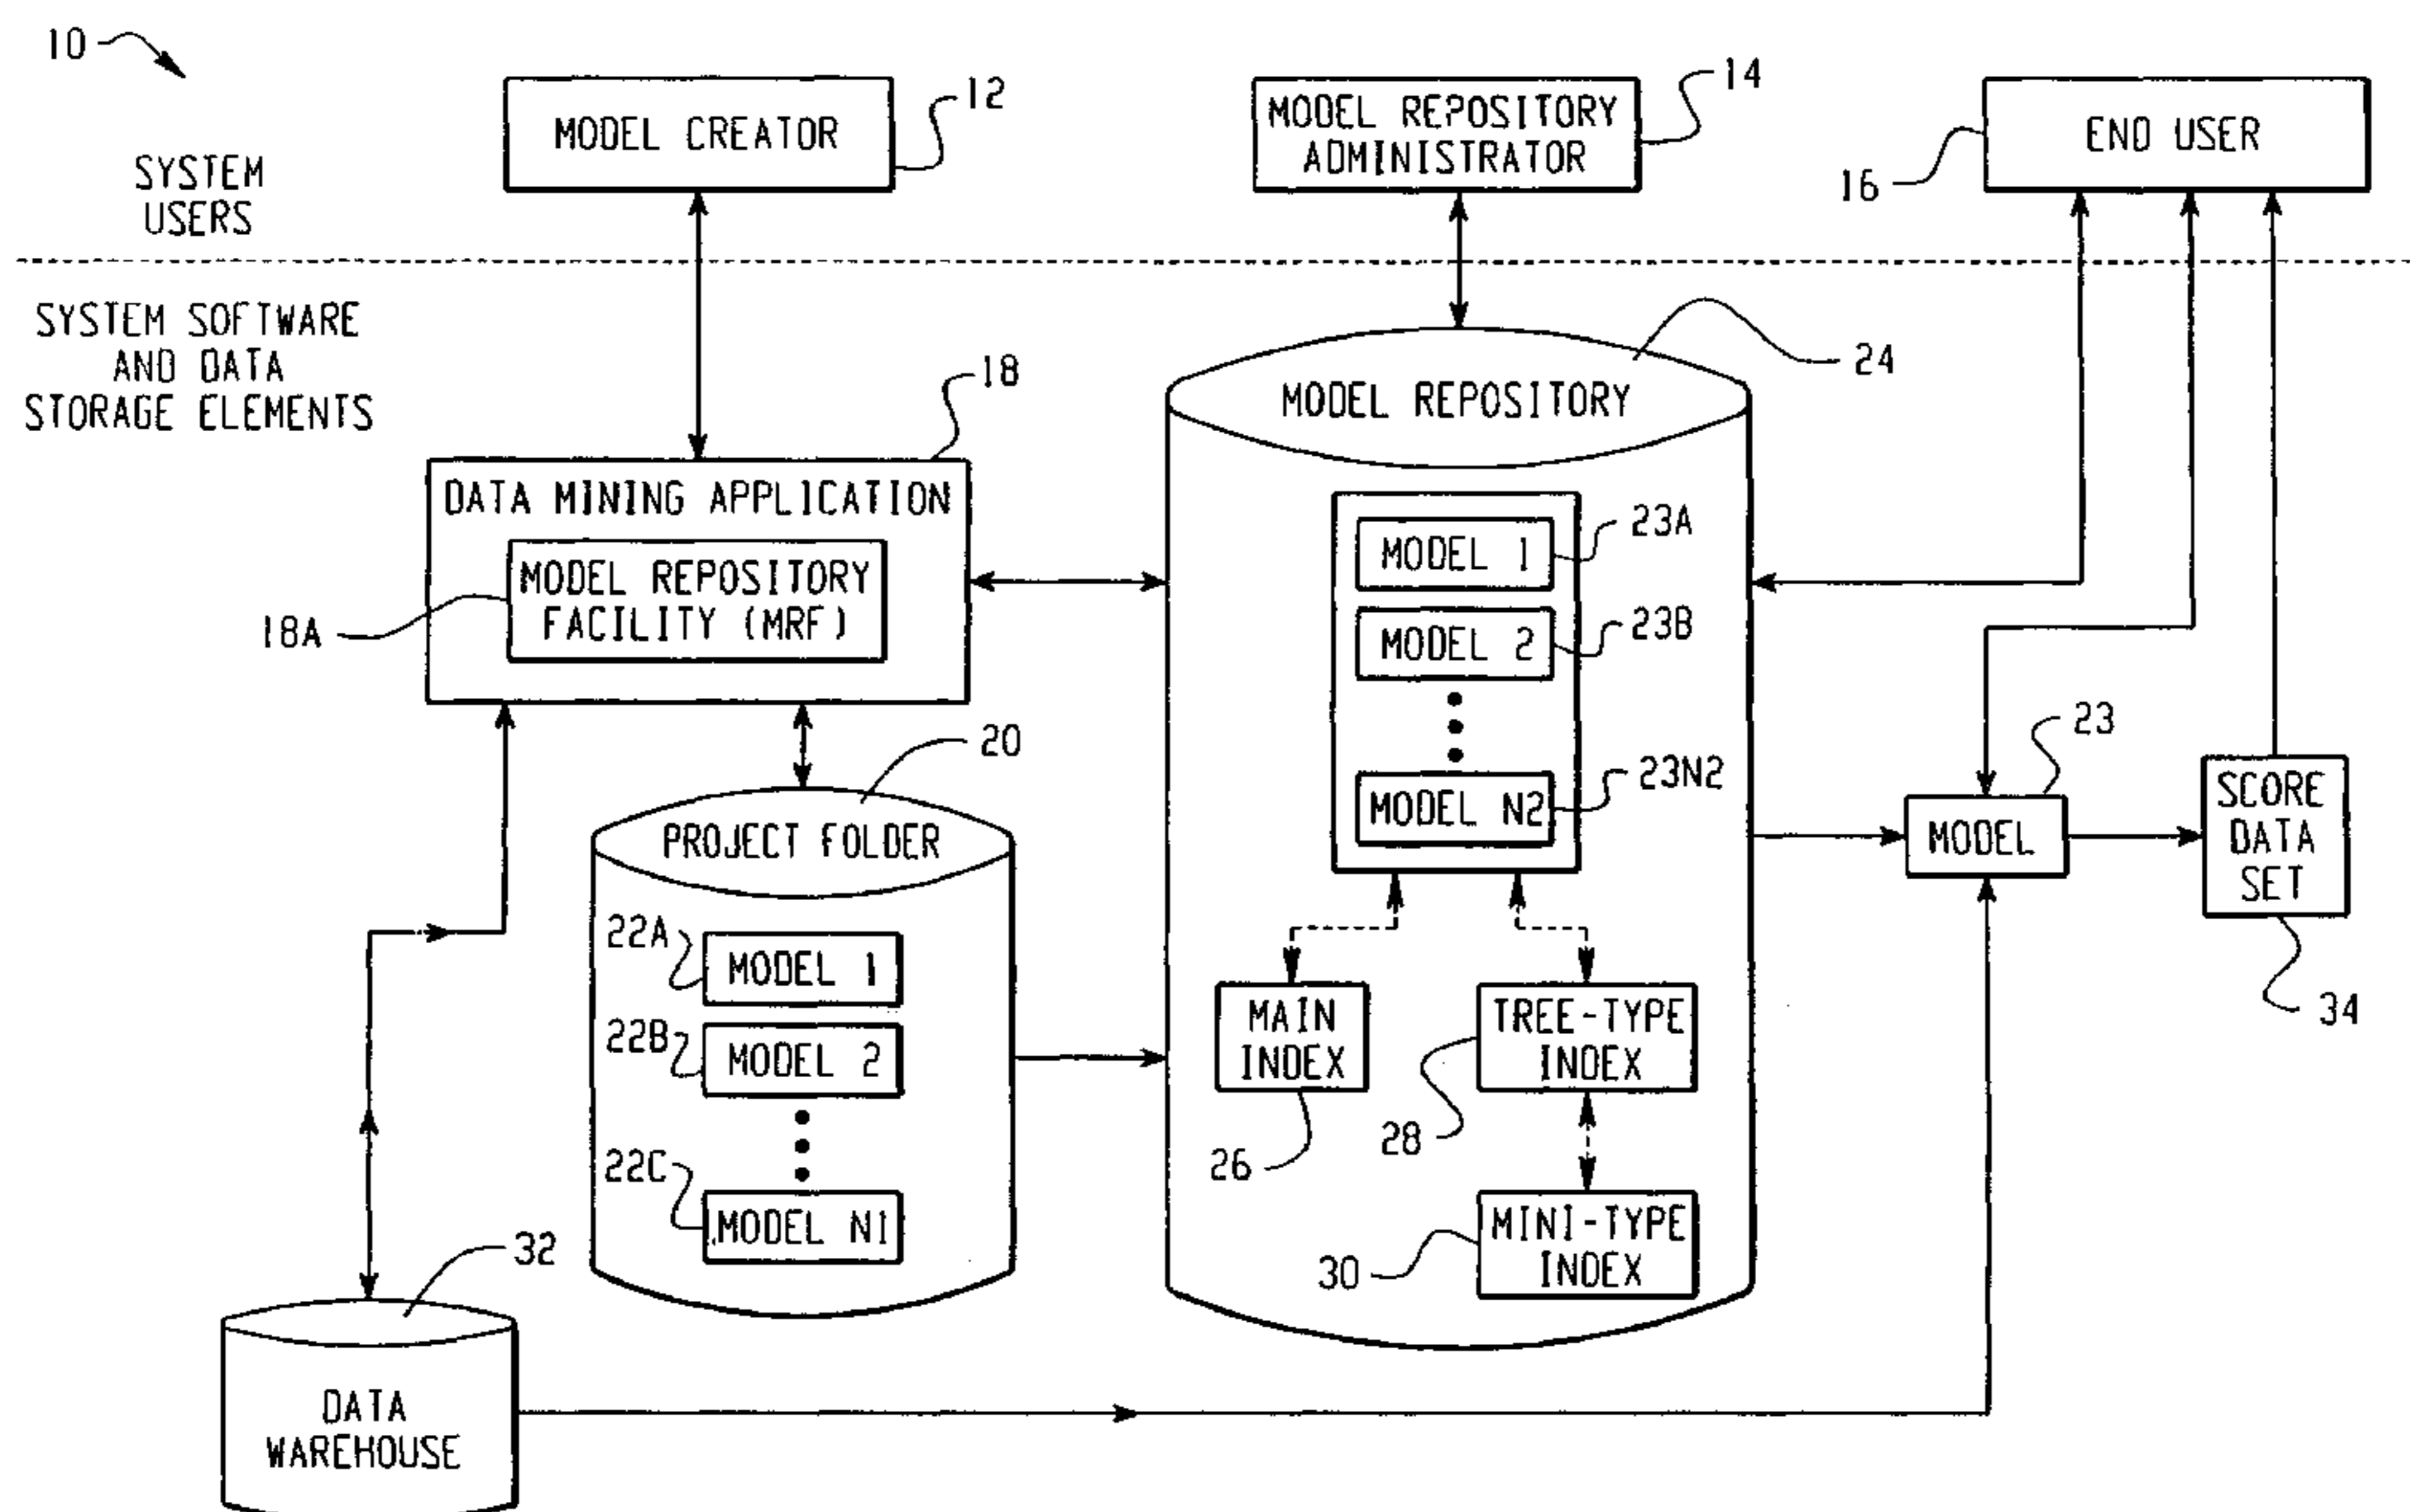 10
MODEL CREATOR
12
MODEL REPOSITORY
ADMINISTRATOR
14
END USER
16
SYSTEM
USERS
SYSTEM SOFTWARE
AND DATA
STORAGE ELEMENTS
18
DATA MINING APPLICATION
MODEL REPOSITORY
FACILITY (MRF)
18A
24
MODEL REPOSITORY
MODEL 1
23A
MODEL 2
23B
MODEL N2
23N2
20
PROJECT FOLDER
22A
MODEL 1
22B
MODEL 2
22C
MODEL N1
MAIN
INDEX
26
TREE-TYPE
INDEX
28
MINI-TYPE
INDEX
30
23
MODEL
SCORE
DATA
SET
34
32
DATA
WAREHOUSE